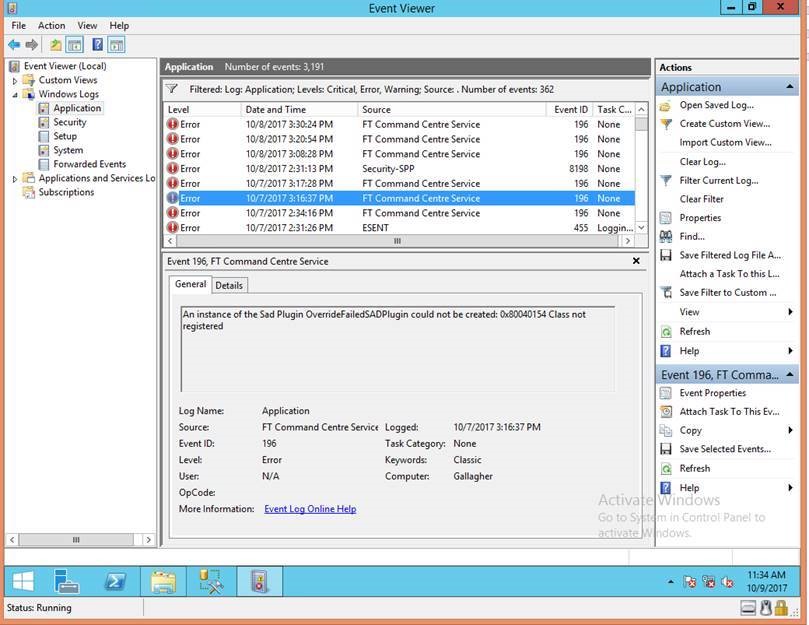 Event Viewer
File Action View Help
Event Viewer (Local)
Custom Views
Windows Logs
Application
Security
Setup
System
Forwarded Events
Applications and Services Lo
Subscriptions
Application Number of events: 3,191
Filtered: Log: Application; Levels: Critical, Error, Warning; Source: . Number of events: 362
Level Date and Time Source Event ID Task C...
Error 10/8/2017 3:30:24 PM FT Command Centre Service 196 None
Error 10/8/2017 3:20:54 PM FT Command Centre Service 196 None
Error 10/8/2017 3:08:28 PM FT Command Centre Service 196 None
Error 10/8/2017 2:31:13 PM Security-SPP 8198 None
Error 10/7/2017 3:17:28 PM FT Command Centre Service 196 None
Error 10/7/2017 3:16:37 PM FT Command Centre Service 196 None
Error 10/7/2017 2:34:16 PM FT Command Centre Service 196 None
Error 10/7/2017 2:31:26 PM ESENT 455 Loggin...
Event 196, FT Command Centre Service
General Details
An instance of the Sad Plugin OverrideFailedSADPlugin could not be created: 0x80040154 Class not
registered
Log Name: Application
Source: FT Command Centre Service Logged: 10/7/2017 3:16:37 PM
Event ID: 196 Task Category: None
Level: Error Keywords: Classic
User: N/A Computer: Gallagher
OpCode:
More Information: Event Log Online Help
Actions
Application
Open Saved Log...
Create Custom View...
Import Custom View...
Clear Log...
Filter Current Log...
Clear Filter
Properties
Find...
Save Filtered Log File A...
Attach a Task To this L...
Save Filter to Custom ...
View
Refresh
Help
Event 196, FT Comma...
Event Properties
Attach Task To This Ev...
Copy
Save Selected Events...
Refresh
Help
Activate Windows
Go to System in Control Panel to
activate Windows.
11:34 AM
10/9/2017
Status: Running